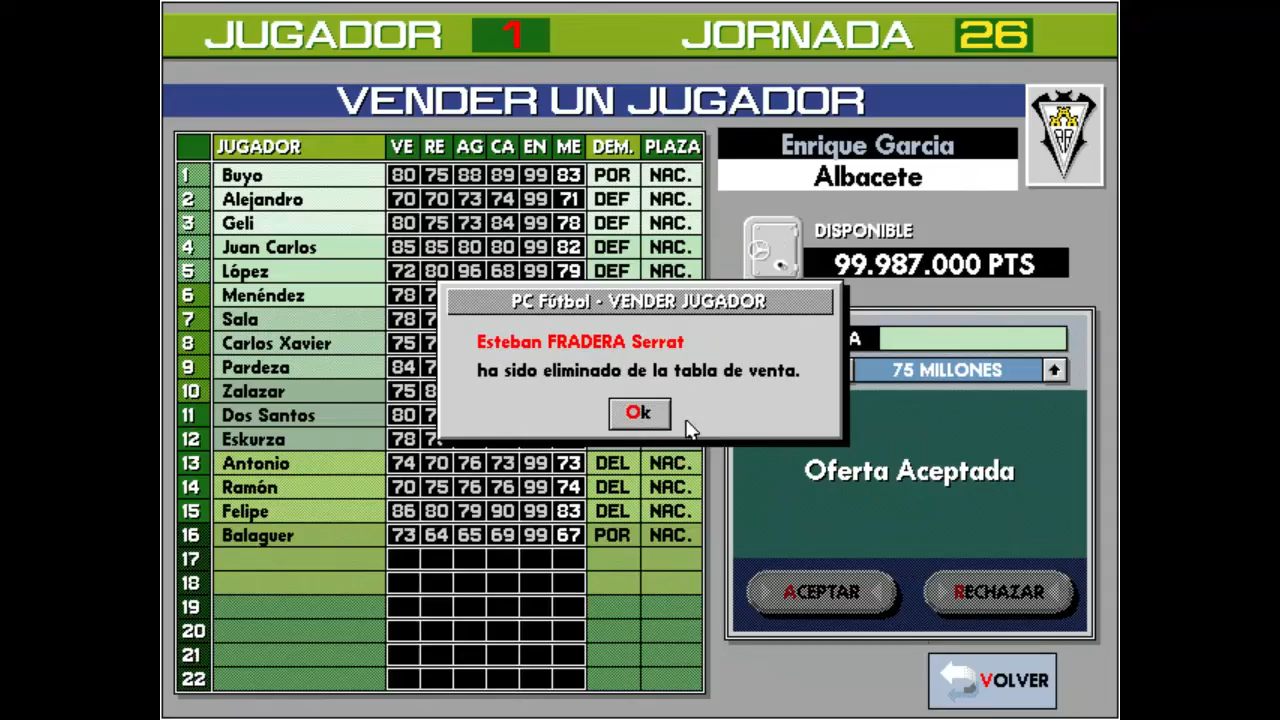 JUGADOR 1 JORNADA 26
VENDER UN JUGADOR
Enrique Garcia
Albacete
DISPONIBLE
99.987.000 PTS
JUGADOR VE RE AG CA EN ME DEM. PLAZA
1 Buyo 80 75 88 89 99 83 POR NAC.
2 Alejandro 70 70 73 74 99 71 DEF NAC.
3 Geli 80 75 73 84 99 78 DEF NAC.
4 Juan Carlos 85 85 80 80 99 82 DEF NAC.
5 López 72 80 96 68 99 79 DEF NAC.
6 Menéndez 78
7 Sala 78
8 Carlos Xavier 75
9 Pardeza 84
10 Zalazar 75
11 Dos Santos 80
12 Eskurza 78
13 Antonio 74 70 76 73 99 73 DEL NAC.
14 Ramón 70 75 76 76 99 74 DEL NAC.
15 Felipe 86 80 79 90 99 83 DEL NAC.
16 Balaguer 73 64 65 69 99 67 POR NAC.
17
18
19
20
21
22
PC Fútbol - VENDER JUGADOR
Esteban FRADERA Serrat
ha sido eliminado de la tabla de venta.
Ok
A
75 MILLONES
Oferta Aceptada
ACEPTAR RECHAZAR
VOLVER